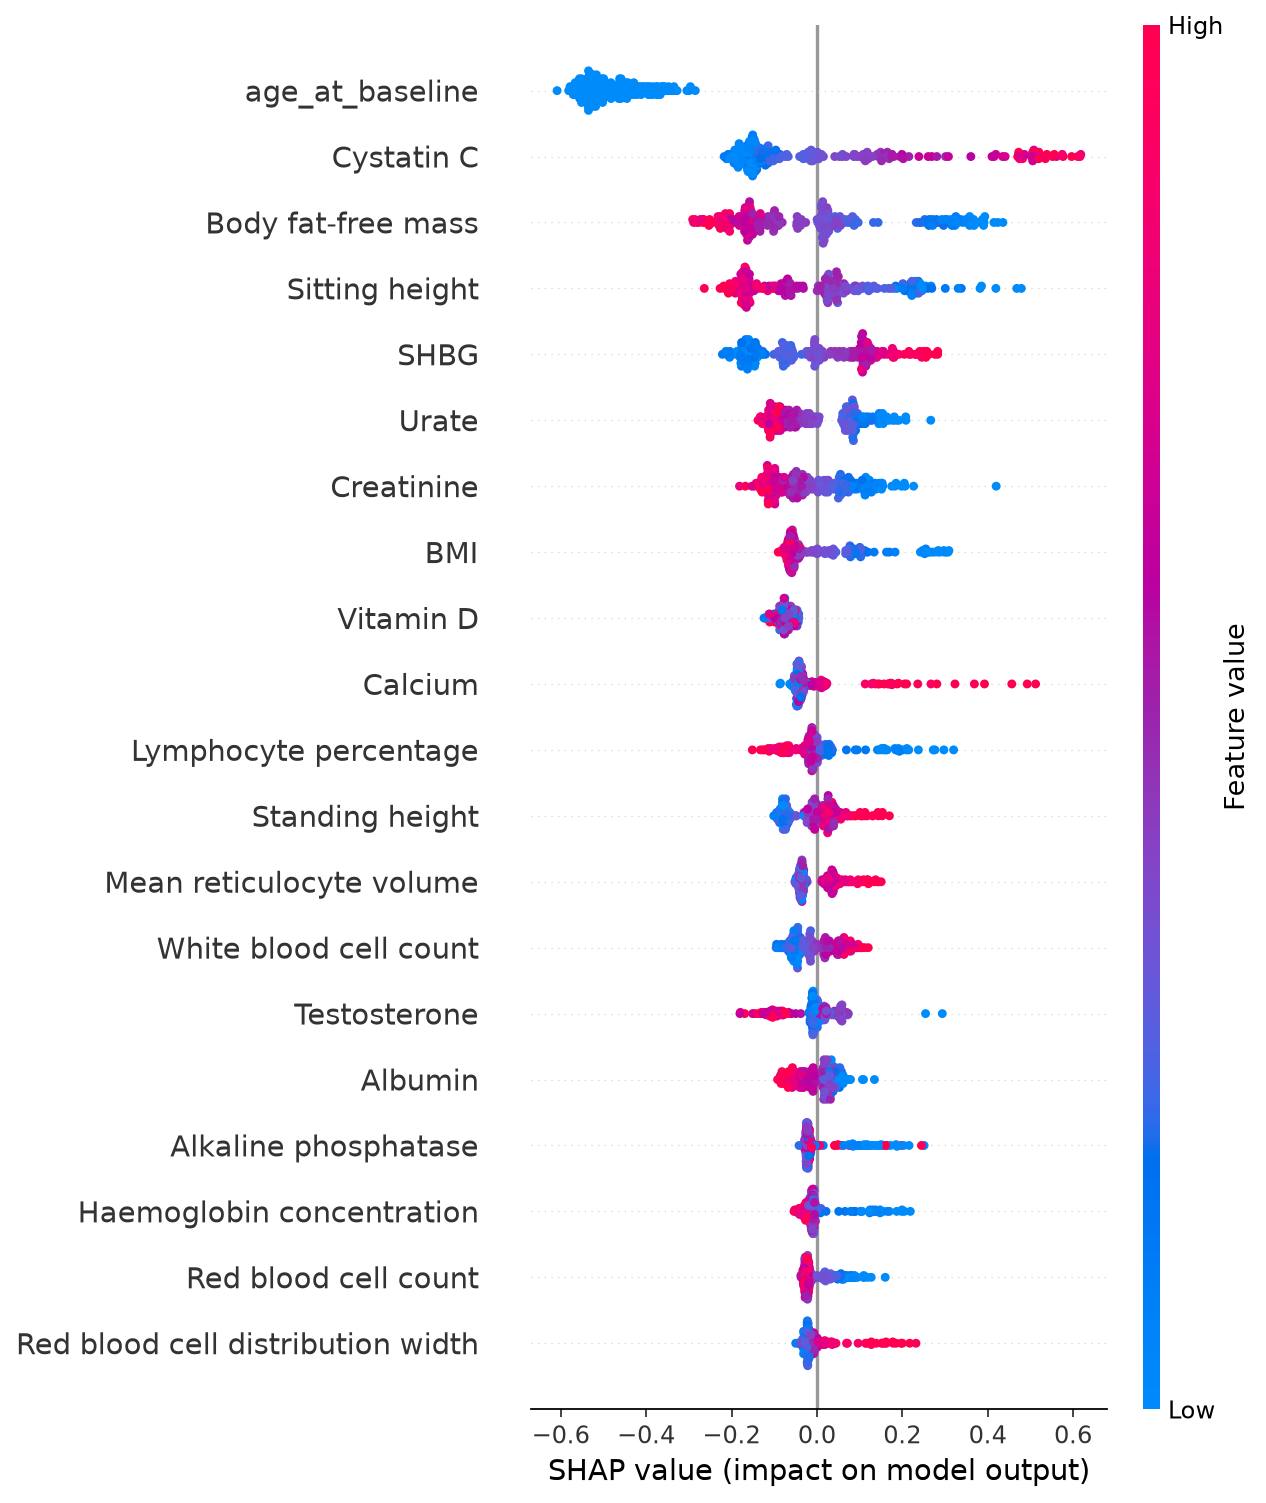 High
age_at_baseline
Cystatin C
Body fat-free mass
Sitting height
SHBG
Urate
Creatinine
BMI
Vitamin D
Calcium
Lymphocyte percentage
Standing height
Mean reticulocyte volume
White blood cell count
Testosterone
Albumin
Alkaline phosphatase
Haemoglobin concentration
Red blood cell count
Red blood cell distribution width
Feature value
Low
−0.6 −0.4 −0.2 0.0 0.2 0.4 0.6
SHAP value (impact on model output)